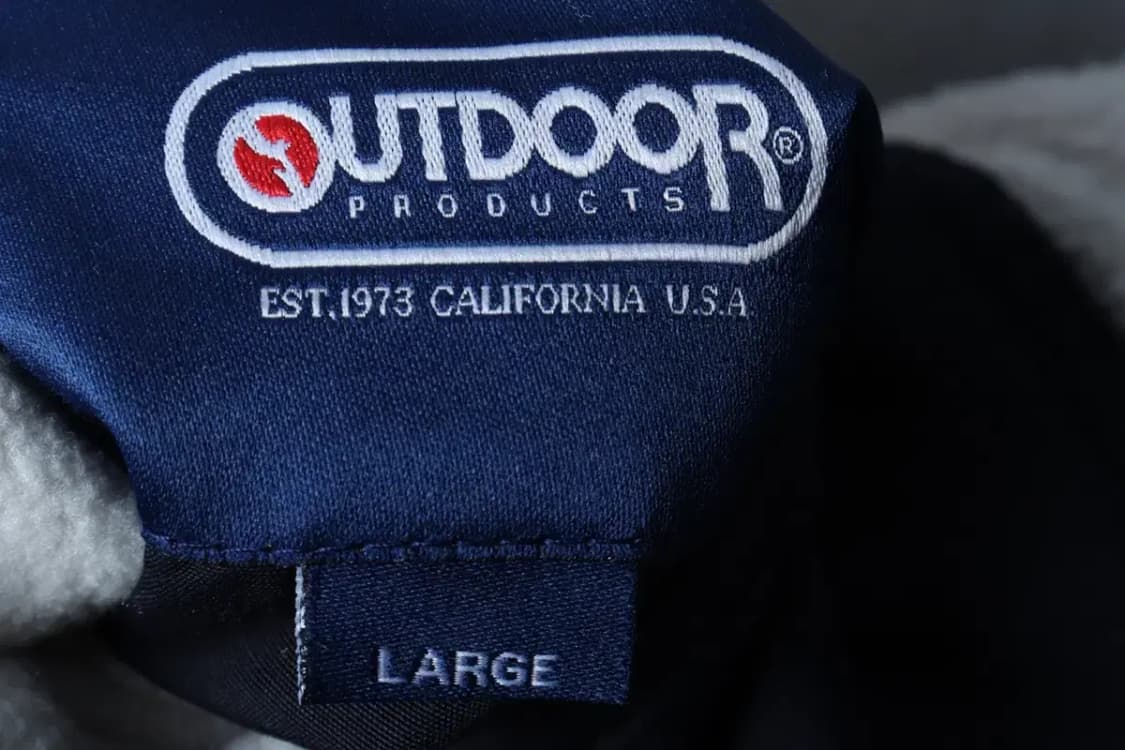 OUTDOOR®
PRODUCTS
EST.1973 CALIFORNIA U.S.A
LARGE